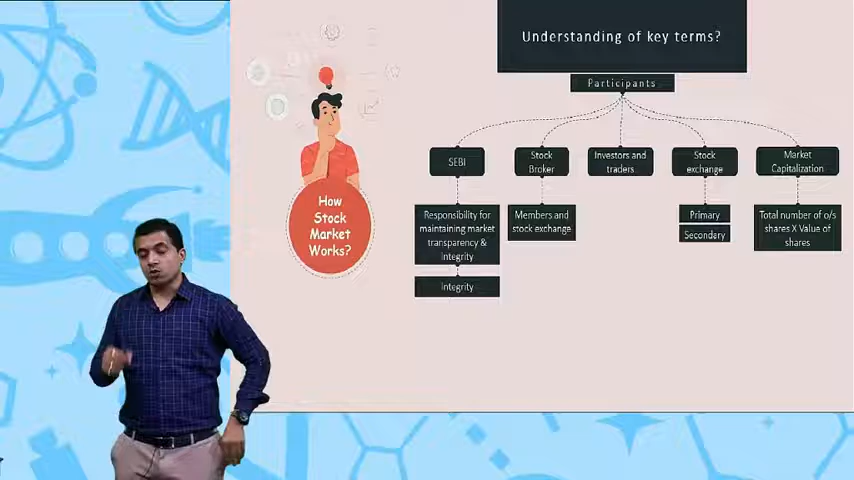 Understanding of key terms?
Participants
SEBI
Stock
Broker
Investors and
traders
Stock
exchange
Market
Capitalization
Responsibility for
maintaining market
transparency &
Integrity
Integrity
Members and
stock exchange
Primary
Secondery
Total number of o/s
shares X Value of
shares
How
Stock
Market
Works?